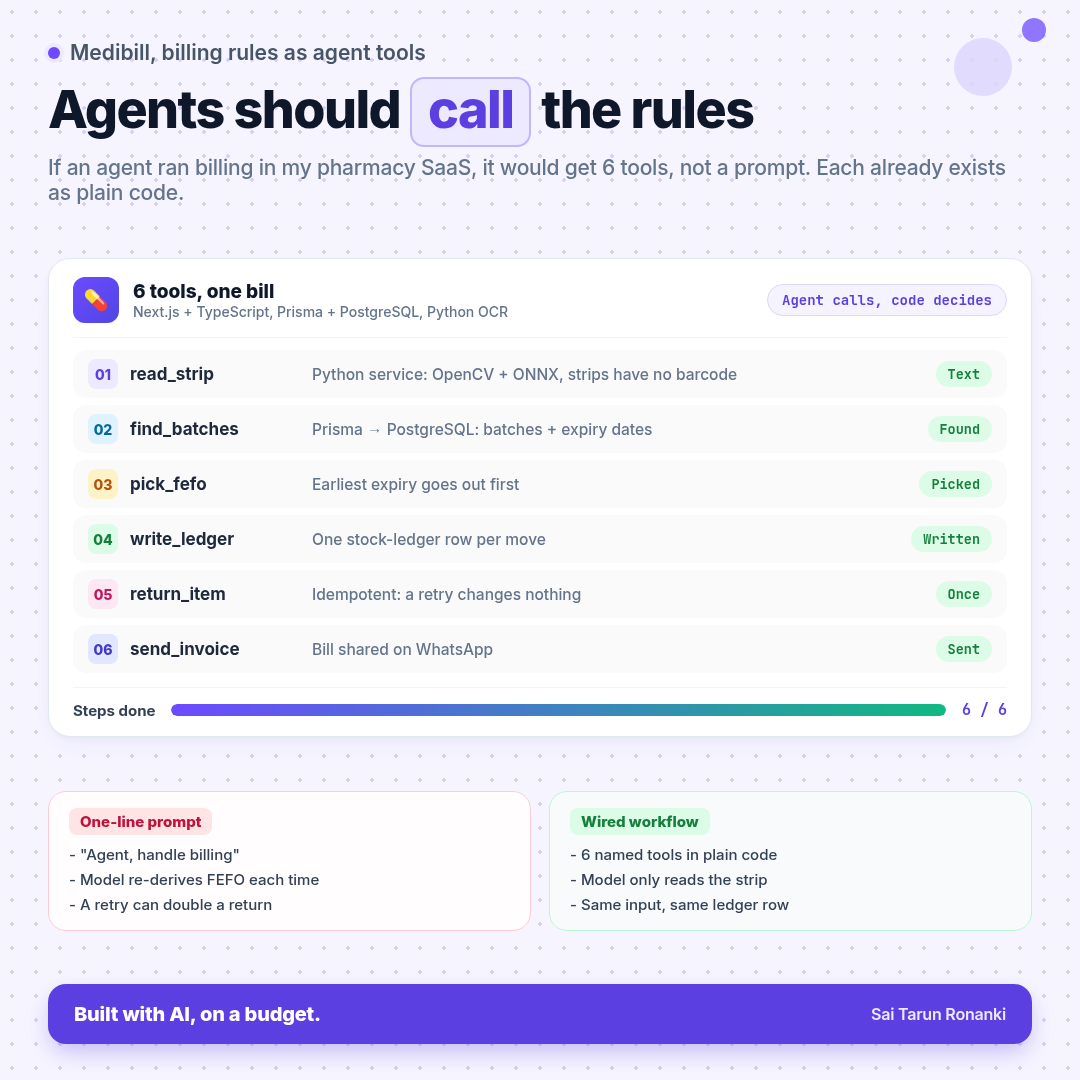 Medibill, billing rules as agent tools
Agents should call the rules
If an agent ran billing in my pharmacy SaaS, it would get 6 tools, not a prompt. Each already exists
as plain code.
6 tools, one bill
Next.js + TypeScript, Prisma + PostgreSQL, Python OCR
Agent calls, code decides
01 read_strip Python service: OpenCV + ONNX, strips have no barcode Text
02 find_batches Prisma → PostgreSQL: batches + expiry dates Found
03 pick_fefo Earliest expiry goes out first Picked
04 write_ledger One stock-ledger row per move Written
05 return_item Idempotent: a retry changes nothing Once
06 send_invoice Bill shared on WhatsApp Sent
Steps done 6 / 6
One-line prompt
- "Agent, handle billing"
- Model re-derives FEFO each time
- A retry can double a return
Wired workflow
- 6 named tools in plain code
- Model only reads the strip
- Same input, same ledger row
Built with AI, on a budget.
Sai Tarun Ronanki